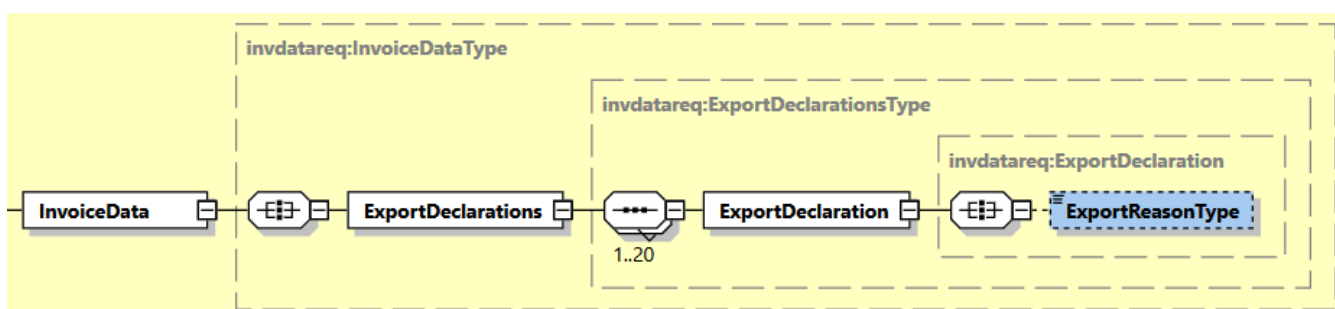 invdatareq:InvoiceDataType
invdatareq:ExportDeclarationsType
invdatareq:ExportDeclaration
InvoiceData
ExportDeclarations
ExportDeclaration
ExportReasonType
1..20